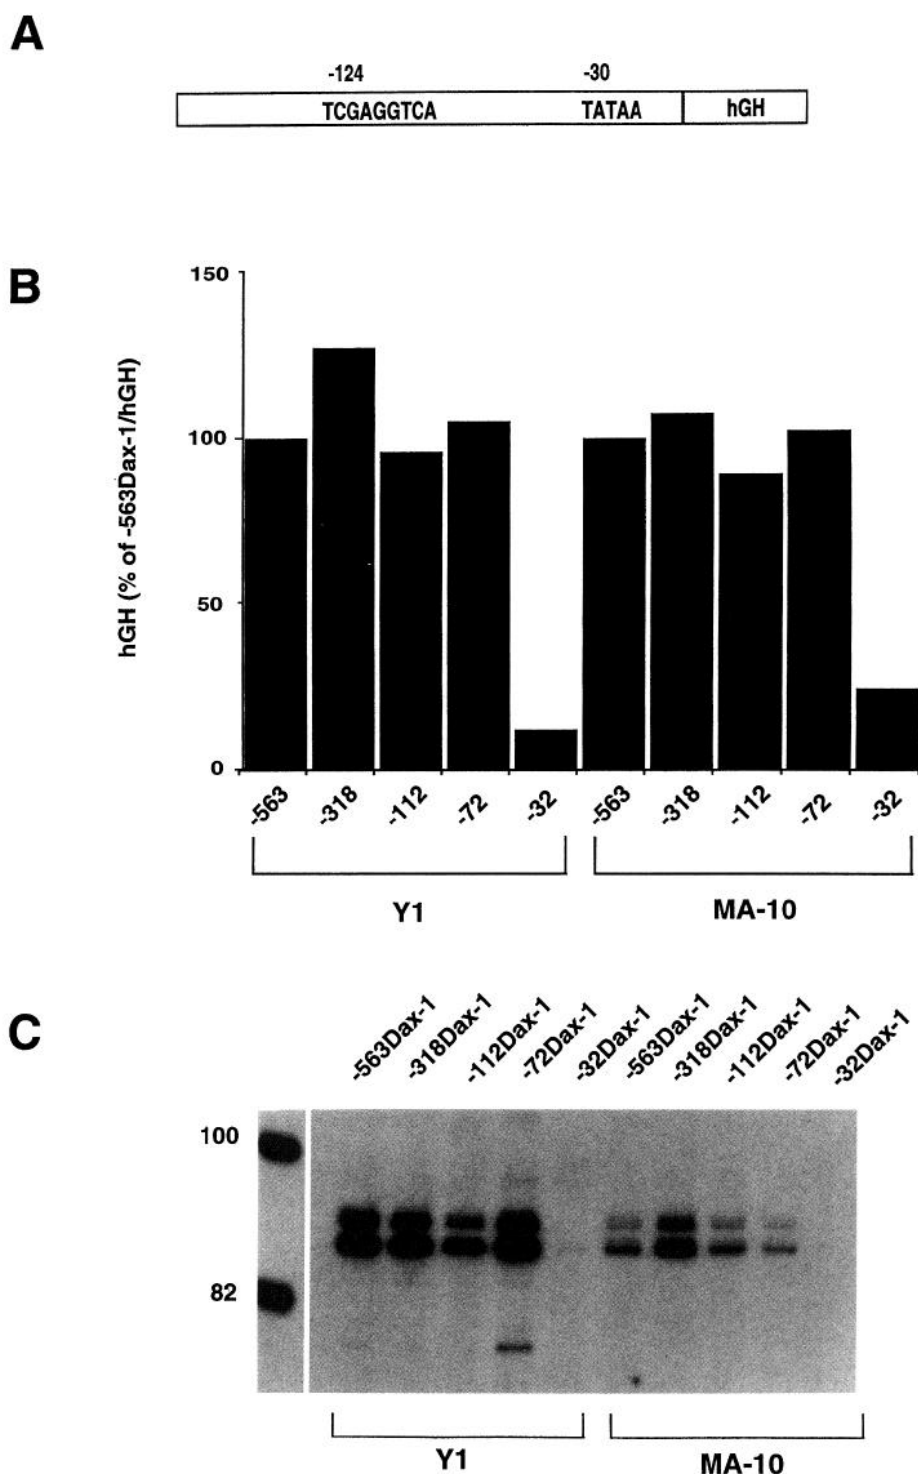 A
-124 -30
TCGAGGTCA TATAA hGH
B
hGH (% of -563Dax-1/hGH)
150
100
50
0
-563 -318 -112 -72 -32 -563 -318 -112 -72 -32
Y1 MA-10
C
-563Dax-1 -318Dax-1 -112Dax-1 -72Dax-1 -32Dax-1 -563Dax-1 -318Dax-1 -112Dax-1 -72Dax-1 -32Dax-1
100
82
Y1 MA-10